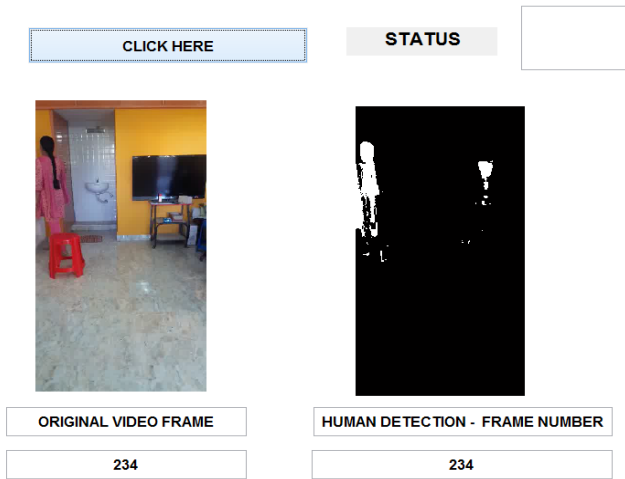 CLICK HERE
STATUS
ORIGINAL VIDEO FRAME
HUMAN DETECTION - FRAME NUMBER
234
234